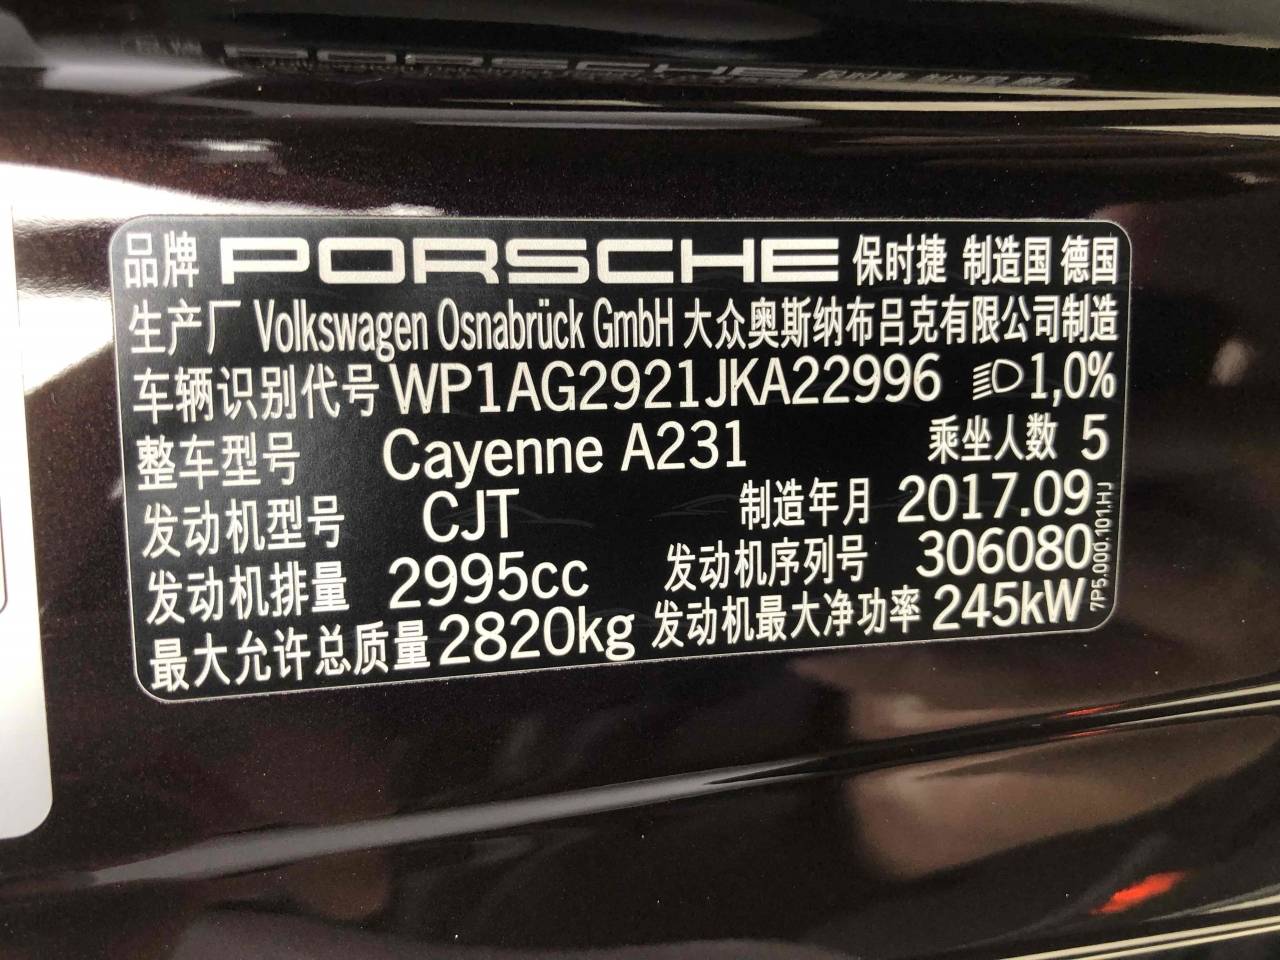 品牌 PORSCHE 保时捷 制造国 德国
生产厂 Volkswagen Osnabrück GmbH 大众奥斯纳布吕克有限公司制造
车辆识别代号 WP1AG2921JKA22996 1,0%
整车型号 Cayenne A231 乘坐人数 5
发动机型号 CJT 制造年月 2017.09
发动机排量 2995cc 发动机序列号 306080
最大允许总质量 2820kg 发动机最大净功率 245kW
7P5.000.101.HJ